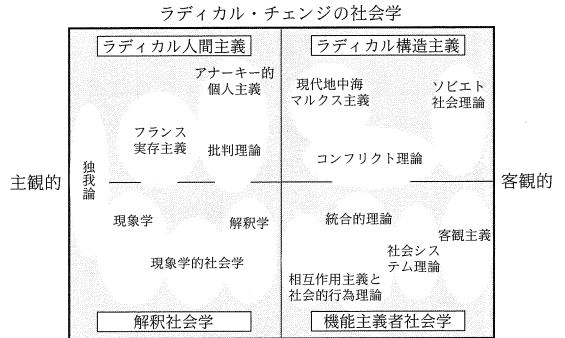 ラディカル・チェンジの社会学
ラディカル人間主義
ラディカル構造主義
アナーキー的
個人主義
フランス
実存主義
批判理論
現代地中海
マルクス主義
ソビエト
社会理論
コンフリクト理論
主観的
独我論
客観的
現象学
解釈学
現象学的社会学
統合的理論
客観主義
社会シス
テム理論
相互作用主義と
社会的行為理論
解釈社会学
機能主義者社会学